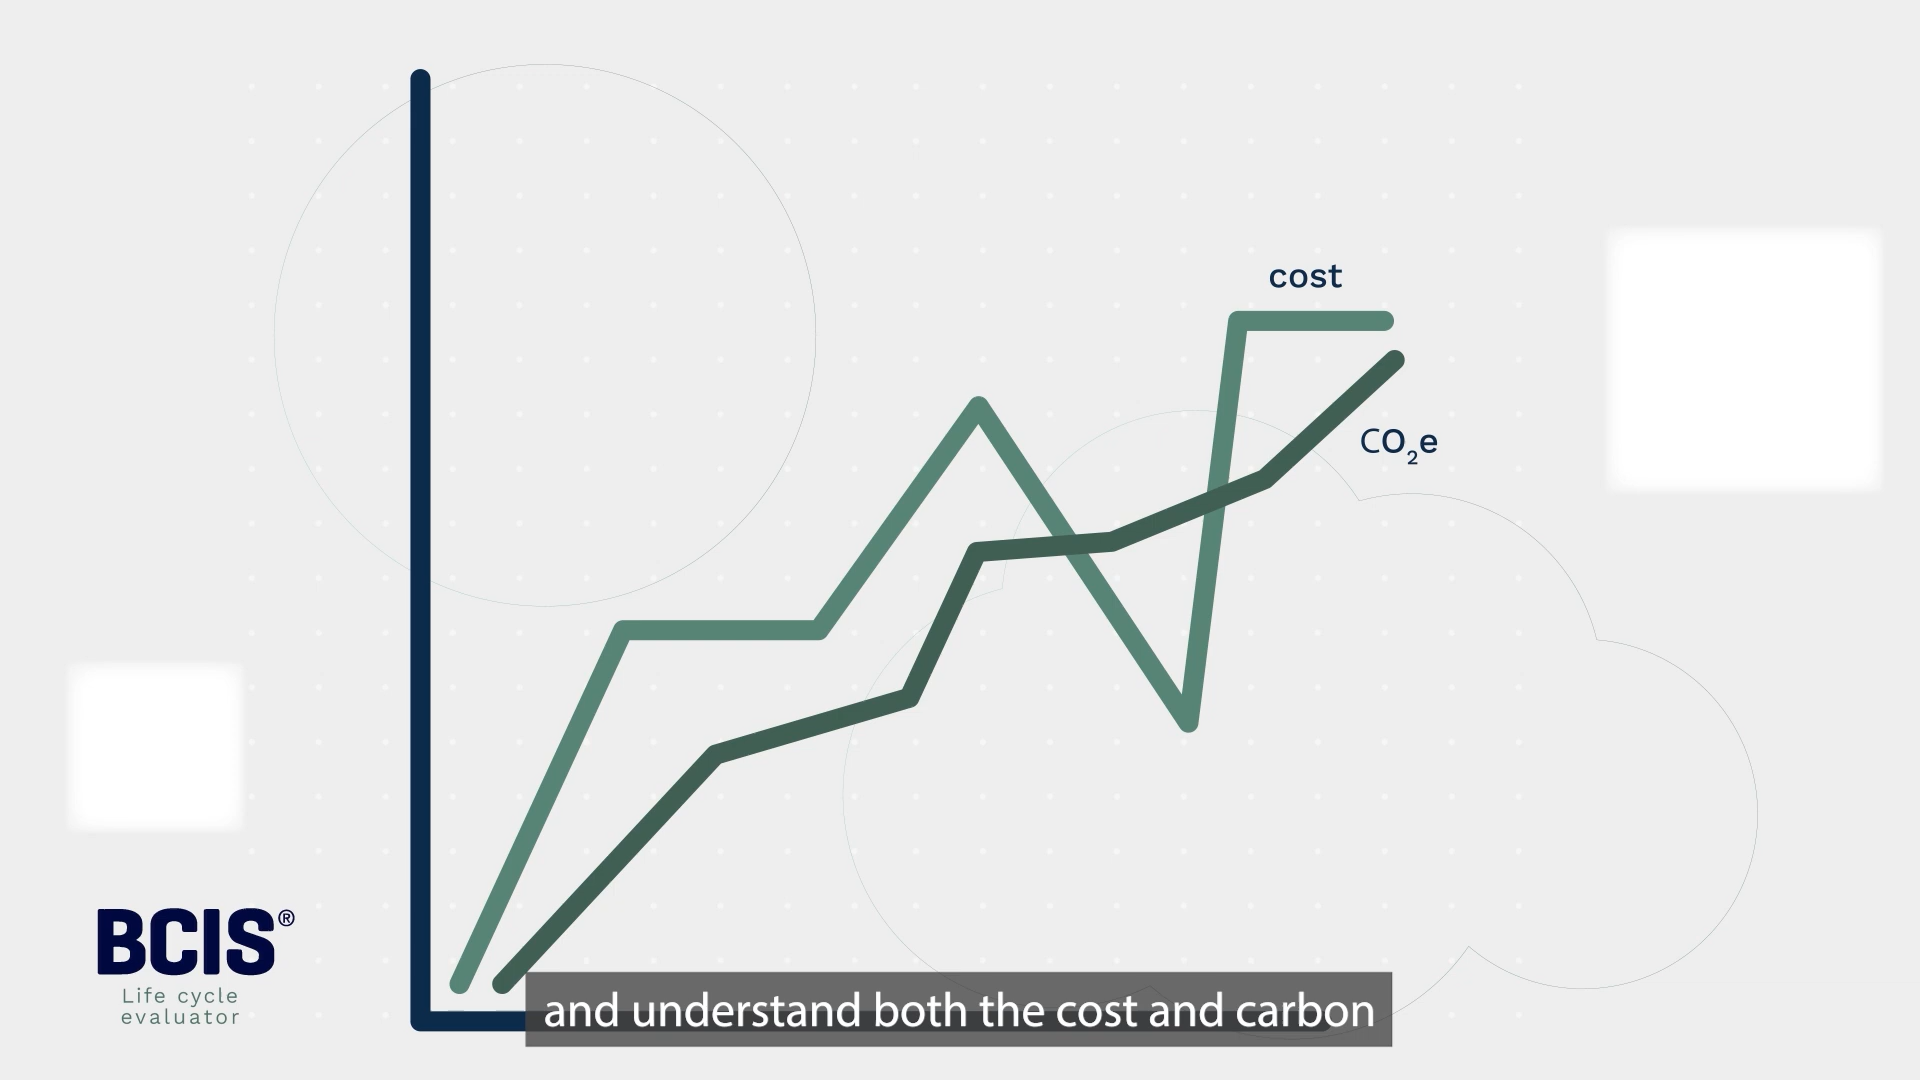 cost
CO₂e
BCIS®
Life cycle
evaluator
and understand both the cost and carbon